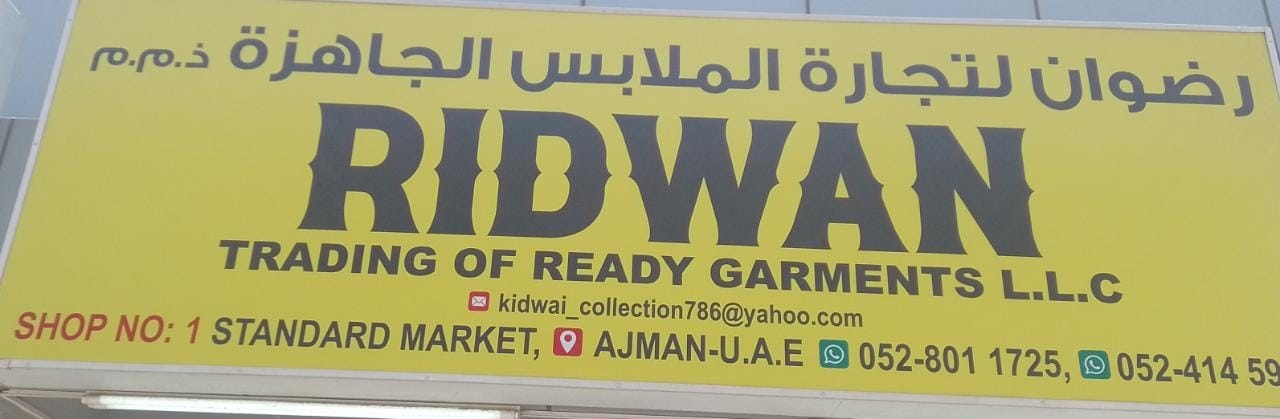 رضوان لتجارة الملابس الجاهزة ذ.م.م
RIDWAN
TRADING OF READY GARMENTS L.L.C
kidwai_collection786@yahoo.com
SHOP NO: 1 STANDARD MARKET, AJMAN-U.A.E 052-801 1725, 052-414 59